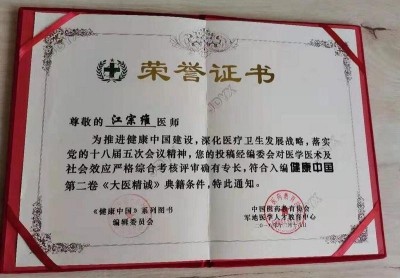 荣誉证书
尊敬的 江宗维 医师
为推进健康中国建设，深化医疗卫生发展战略，落实
党的十八届五次会议精神，您的投稿经编委会对医学医术及
社会效应严格综合考核评审确有专长，符合入编健康中国
第二卷《大医精诚》典籍条件，特此通知。
《健康中国》系列图书
编辑委员会
中国医药教育协会
军地医学人才教育中心